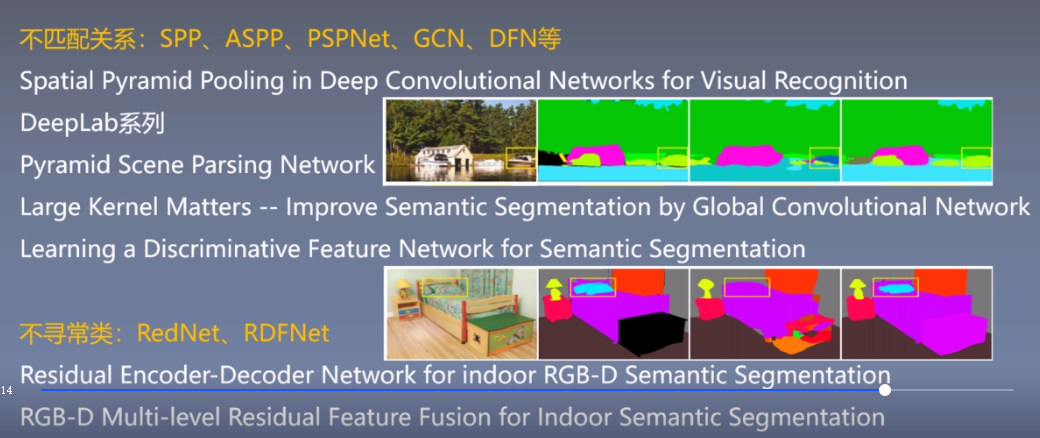 不匹配关系：SPP、ASPP、PSPNet、GCN、DFN等
Spatial Pyramid Pooling in Deep Convolutional Networks for Visual Recognition
DeepLab系列
Pyramid Scene Parsing Network
Large Kernel Matters -- Improve Semantic Segmentation by Global Convolutional Network
Learning a Discriminative Feature Network for Semantic Segmentation
不寻常类：RedNet、RDFNet
Residual Encoder-Decoder Network for indoor RGB-D Semantic Segmentation
14
RGB-D Multi-level Residual Feature Fusion for Indoor Semantic Segmentation